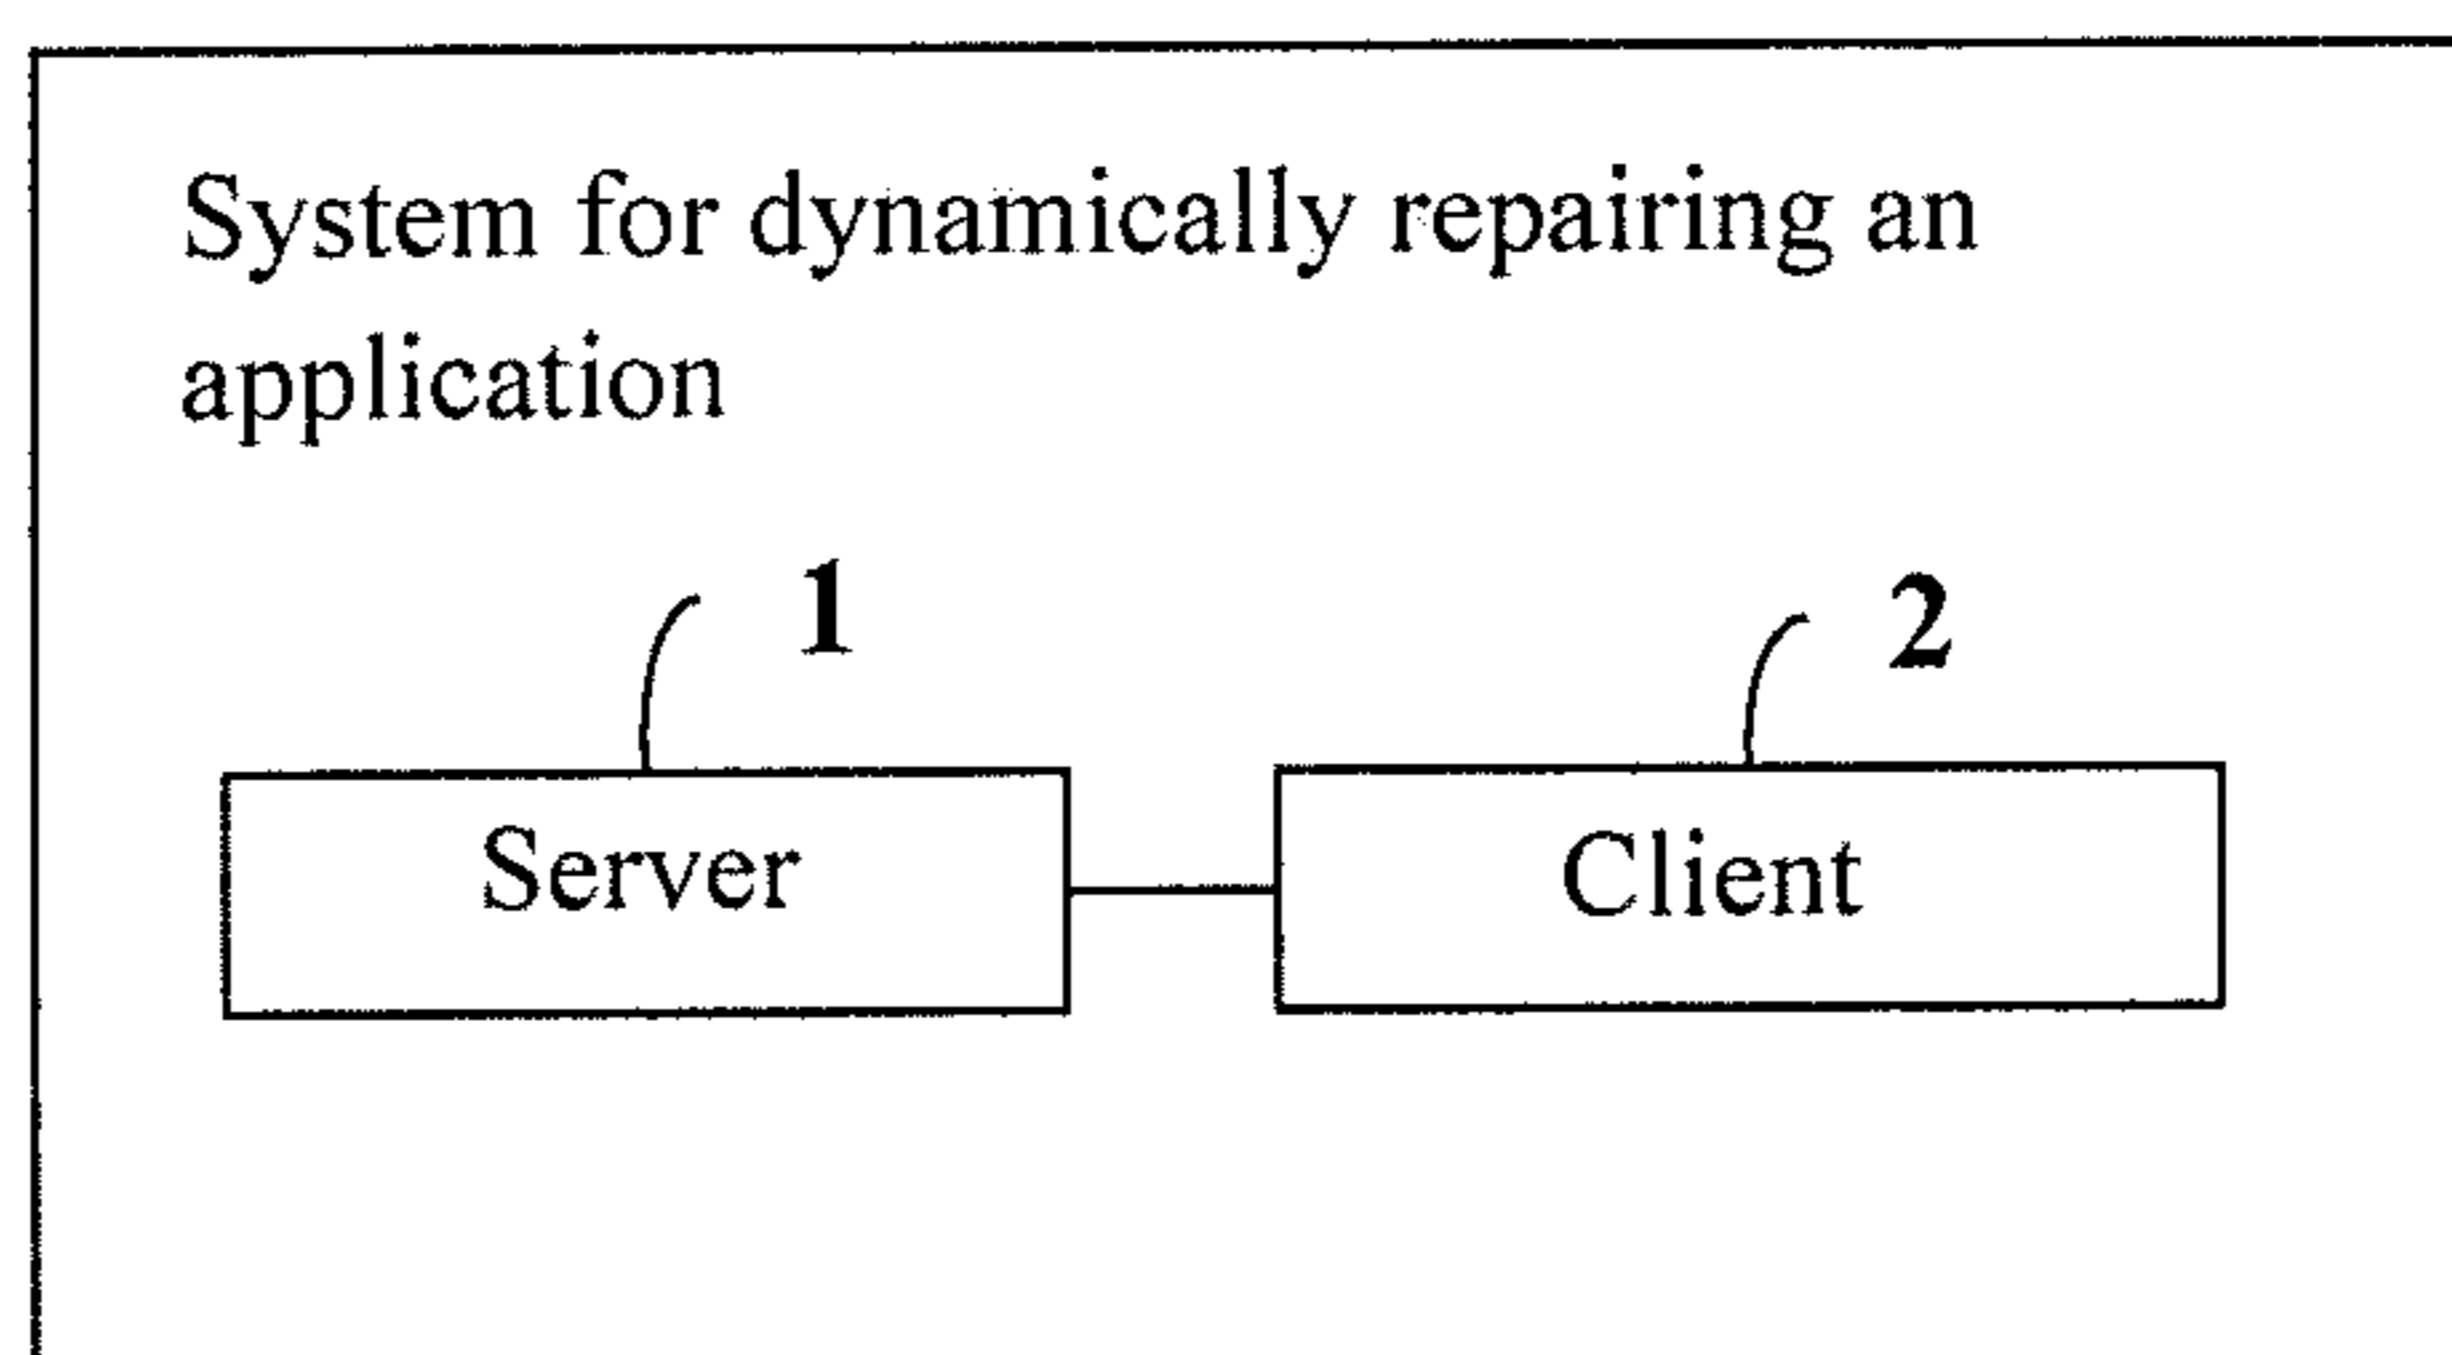 System for dynamically repairing an
application
1
2
Server
Client